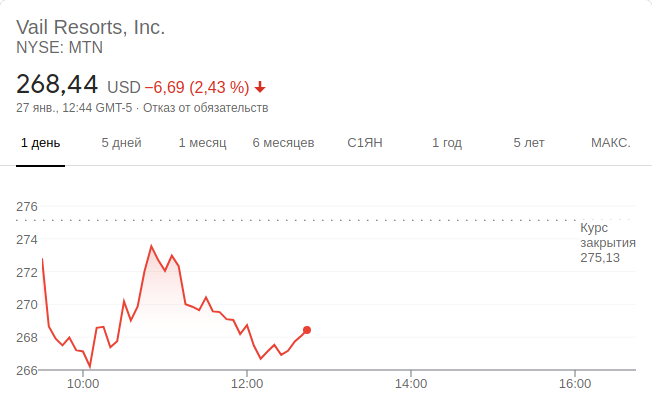 Vail Resorts, Inc.
NYSE: MTN
268,44 USD −6,69 (2,43 %)
27 янв., 12:44 GMT-5 · Отказ от обязательств
1 день 5 дней 1 месяц 6 месяцев С1ЯН 1 год 5 лет МАКС.
276
274
272
270
268
266
Курс
закрытия
275,13
10:00 12:00 14:00 16:00